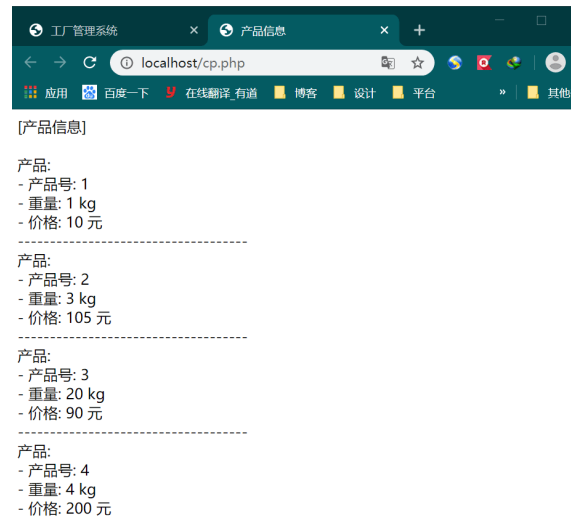 工厂管理系统
产品信息
localhost/cp.php
应用 百度一下 在线翻译_有道 博客 设计 平台 » 其他
[产品信息]
产品:
- 产品号: 1
- 重量: 1 kg
- 价格: 10 元
------------------------------------
产品:
- 产品号: 2
- 重量: 3 kg
- 价格: 105 元
------------------------------------
产品:
- 产品号: 3
- 重量: 20 kg
- 价格: 90 元
------------------------------------
产品:
- 产品号: 4
- 重量: 4 kg
- 价格: 200 元